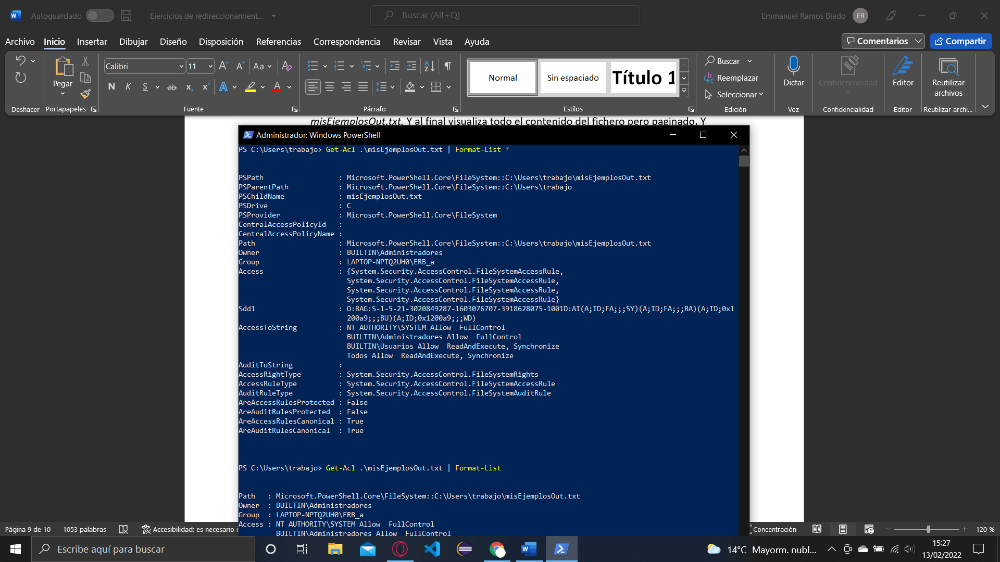 Autoguardado
Ejercicios de redireccionamient...
Buscar (Alt+Q)
Emmanuel Ramos Biado
ER
Archivo
Inicio
Insertar
Dibujar
Diseño
Disposición
Referencias
Correspondencia
Revisar
Vista
Ayuda
Comentarios
Compartir
Pegar
Calibri
11
Aa
N K S ab x₂ x² A A
Normal
Sin espaciado
Título 1
Buscar
Reemplazar
Seleccionar
Dictar
Confidencialidad
Editor
Reutilizar
archivos
Deshacer
Portapapeles
Fuente
Párrafo
Estilos
Edición
Voz
Confidencialidad
Editor
Reutilizar archi...
misEjemplosOut.txt. Y al final visualiza todo el contenido del fichero pero paginado. Y
Administrador: Windows PowerShell
PS C:\Users\trabajo> Get-Acl .\misEjemplosOut.txt | Format-List *
PSPath : Microsoft.PowerShell.Core\FileSystem::C:\Users\trabajo\misEjemplosOut.txt
PSParentPath : Microsoft.PowerShell.Core\FileSystem::C:\Users\trabajo
PSChildName : misEjemplosOut.txt
PSDrive : C
PSProvider : Microsoft.PowerShell.Core\FileSystem
CentralAccessPolicyId :
CentralAccessPolicyName :
Path : Microsoft.PowerShell.Core\FileSystem::C:\Users\trabajo\misEjemplosOut.txt
Owner : BUILTIN\Administradores
Group : LAPTOP-NPTQ2UH0\ERB_a
Access : {System.Security.AccessControl.FileSystemAccessRule,
System.Security.AccessControl.FileSystemAccessRule,
System.Security.AccessControl.FileSystemAccessRule,
System.Security.AccessControl.FileSystemAccessRule}
Sddl : O:BAG:S-1-5-21-3020849287-1603076707-3918628075-1001D:AI(A;ID;FA;;;SY)(A;ID;FA;;;BA)(A;ID;0x1
200a9;;;BU)(A;ID;0x1200a9;;;WD)
AccessToString : NT AUTHORITY\SYSTEM Allow  FullControl
BUILTIN\Administradores Allow  FullControl
BUILTIN\Usuarios Allow  ReadAndExecute, Synchronize
Todos Allow  ReadAndExecute, Synchronize
AuditToString :
AccessRightType : System.Security.AccessControl.FileSystemRights
AccessRuleType : System.Security.AccessControl.FileSystemAccessRule
AuditRuleType : System.Security.AccessControl.FileSystemAuditRule
AreAccessRulesProtected : False
AreAuditRulesProtected : False
AreAccessRulesCanonical : True
AreAuditRulesCanonical : True
PS C:\Users\trabajo> Get-Acl .\misEjemplosOut.txt | Format-List
Path : Microsoft.PowerShell.Core\FileSystem::C:\Users\trabajo\misEjemplosOut.txt
Owner : BUILTIN\Administradores
Group : LAPTOP-NPTQ2UH0\ERB_a
Access : NT AUTHORITY\SYSTEM Allow  FullControl
BUILTIN\Administradores Allow  FullControl
Página 9 de 10
1053 palabras
Accesibilidad: es necesario i
Concentración
120 %
Escribe aquí para buscar
14°C Mayorm. nubl...
15:27
13/02/2022